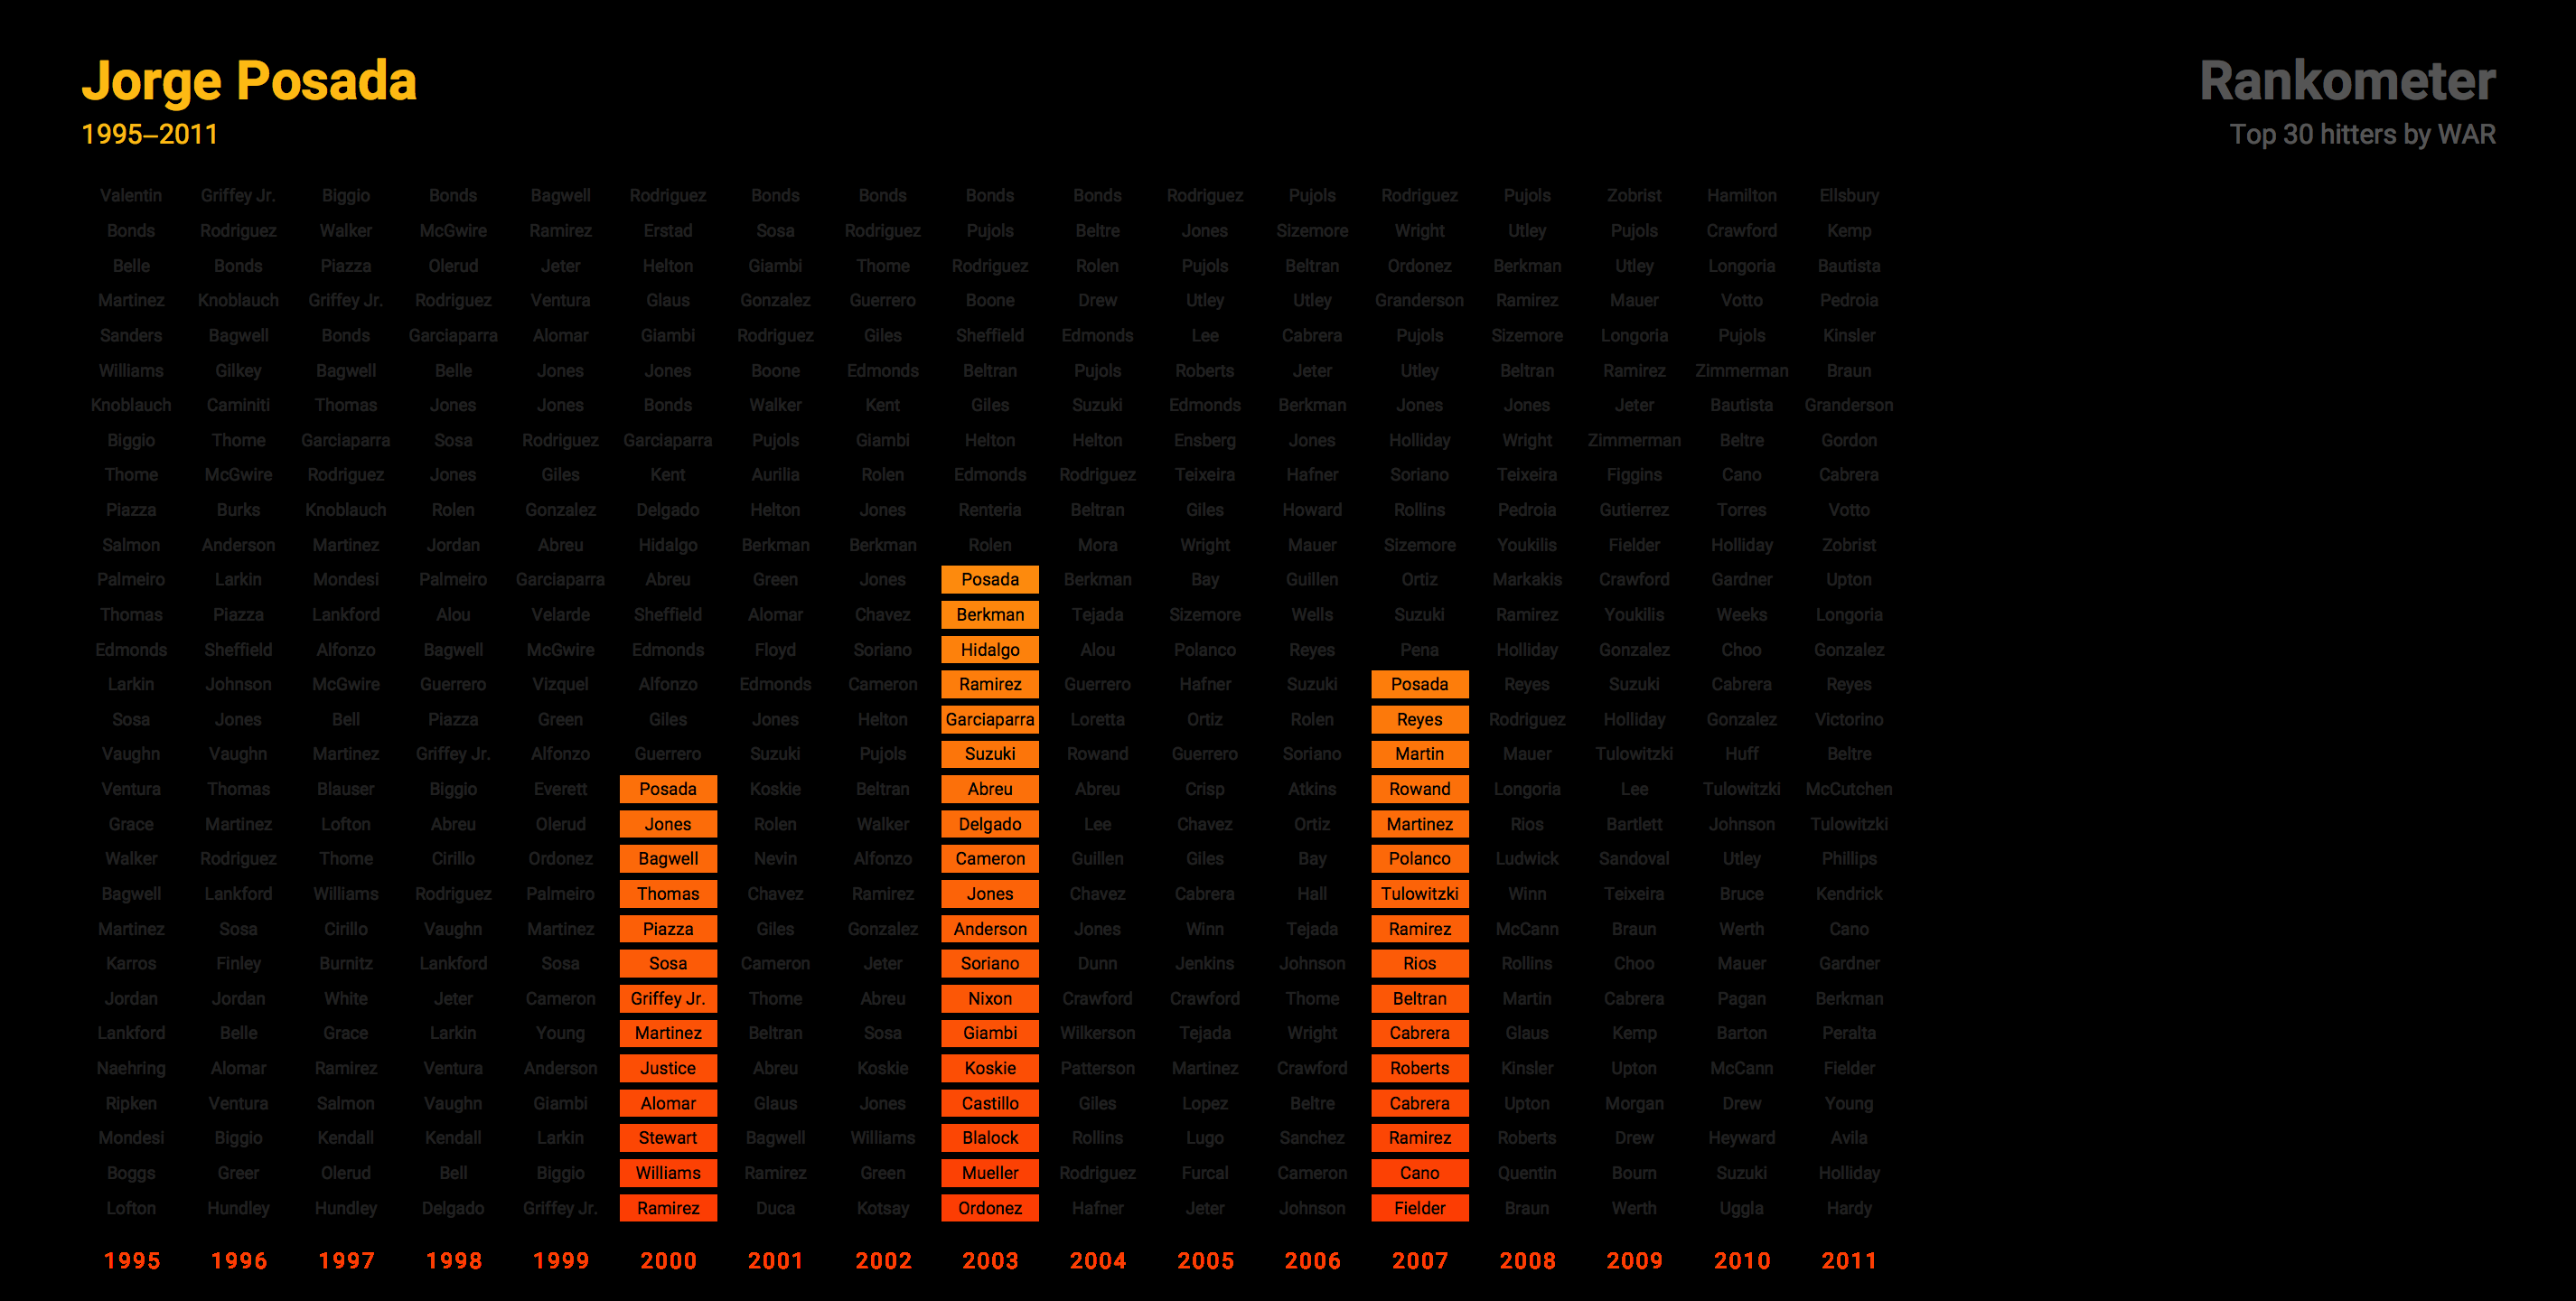 Jorge Posada
1995–2011
Rankometer
Top 30 hitters by WAR
Valentin Griffey Jr. Biggio Bonds Bagwell Rodriguez Bonds Bonds Bonds Bonds Rodriguez Pujols Rodriguez Pujols Zobrist Hamilton Ellsbury
Bonds Rodriguez Walker McGwire Ramirez Erstad Sosa Rodriguez Pujols Beltre Jones Sizemore Wright Utley Pujols Crawford Kemp
Belle Bonds Piazza Olerud Jeter Helton Giambi Thome Rodriguez Rolen Pujols Beltran Ordonez Berkman Utley Longoria Bautista
Martinez Knoblauch Griffey Jr. Rodriguez Ventura Glaus Gonzalez Guerrero Boone Drew Utley Utley Granderson Ramirez Mauer Votto Pedroia
Sanders Bagwell Bonds Garciaparra Alomar Giambi Rodriguez Giles Sheffield Edmonds Lee Cabrera Pujols Sizemore Longoria Pujols Kinsler
Williams Gilkey Bagwell Belle Jones Jones Boone Edmonds Beltran Pujols Roberts Jeter Utley Beltran Ramirez Zimmerman Braun
Knoblauch Caminiti Thomas Jones Jones Bonds Walker Kent Giles Suzuki Edmonds Berkman Jones Jones Jeter Bautista Granderson
Biggio Thome Garciaparra Sosa Rodriguez Garciaparra Pujols Giambi Helton Helton Ensberg Jones Holliday Wright Zimmerman Beltre Gordon
Thome McGwire Rodriguez Jones Giles Kent Aurilia Rolen Edmonds Rodriguez Teixeira Hafner Soriano Teixeira Figgins Cano Cabrera
Piazza Burks Knoblauch Rolen Gonzalez Delgado Helton Jones Renteria Beltran Giles Howard Rollins Pedroia Gutierrez Torres Votto
Salmon Anderson Martinez Jordan Abreu Hidalgo Berkman Berkman Rolen Mora Wright Mauer Sizemore Youkilis Fielder Holliday Zobrist
Palmeiro Larkin Mondesi Palmeiro Garciaparra Abreu Green Jones Posada Berkman Bay Guillen Ortiz Markakis Crawford Gardner Upton
Thomas Piazza Lankford Alou Velarde Sheffield Alomar Chavez Berkman Tejada Sizemore Wells Suzuki Ramirez Youkilis Weeks Longoria
Edmonds Sheffield Alfonzo Bagwell McGwire Edmonds Floyd Soriano Hidalgo Alou Polanco Reyes Pena Holliday Gonzalez Choo Gonzalez
Larkin Johnson McGwire Guerrero Vizquel Alfonzo Edmonds Cameron Ramirez Guerrero Hafner Suzuki Posada Reyes Suzuki Cabrera Reyes
Sosa Jones Bell Piazza Green Giles Jones Helton Garciaparra Loretta Ortiz Rolen Reyes Rodriguez Holliday Gonzalez Victorino
Vaughn Vaughn Martinez Griffey Jr. Alfonzo Guerrero Suzuki Pujols Suzuki Rowand Guerrero Soriano Martin Mauer Tulowitzki Huff Beltre
Ventura Thomas Blauser Biggio Everett Posada Koskie Beltran Abreu Abreu Crisp Atkins Rowand Longoria Lee Tulowitzki McCutchen
Grace Martinez Lofton Abreu Olerud Jones Rolen Walker Delgado Lee Chavez Ortiz Martinez Rios Bartlett Johnson Tulowitzki
Walker Rodriguez Thome Cirillo Ordonez Bagwell Nevin Alfonzo Cameron Guillen Giles Bay Polanco Ludwick Sandoval Utley Phillips
Bagwell Lankford Williams Rodriguez Palmeiro Thomas Chavez Ramirez Jones Chavez Cabrera Hall Tulowitzki Winn Teixeira Bruce Kendrick
Martinez Sosa Cirillo Vaughn Martinez Piazza Giles Gonzalez Anderson Jones Winn Tejada Ramirez McCann Braun Werth Cano
Karros Finley Burnitz Lankford Sosa Sosa Cameron Jeter Soriano Dunn Jenkins Johnson Rios Rollins Choo Mauer Gardner
Jordan Jordan White Jeter Cameron Griffey Jr. Thome Abreu Nixon Crawford Crawford Thome Beltran Martin Cabrera Pagan Berkman
Lankford Belle Grace Larkin Young Martinez Beltran Sosa Giambi Wilkerson Tejada Wright Cabrera Glaus Kemp Barton Peralta
Naehring Alomar Ramirez Ventura Anderson Justice Abreu Koskie Koskie Patterson Martinez Crawford Roberts Kinsler Upton McCann Fielder
Ripken Ventura Salmon Vaughn Giambi Alomar Glaus Jones Castillo Giles Lopez Beltre Cabrera Upton Morgan Drew Young
Mondesi Biggio Kendall Kendall Larkin Stewart Bagwell Williams Blalock Rollins Lugo Sanchez Ramirez Roberts Drew Heyward Avila
Boggs Greer Olerud Bell Biggio Williams Ramirez Green Mueller Rodriguez Furcal Cameron Cano Quentin Bourn Suzuki Holliday
Lofton Hundley Hundley Delgado Griffey Jr. Ramirez Duca Kotsay Ordonez Hafner Jeter Johnson Fielder Braun Werth Uggla Hardy
1995 1996 1997 1998 1999 2000 2001 2002 2003 2004 2005 2006 2007 2008 2009 2010 2011